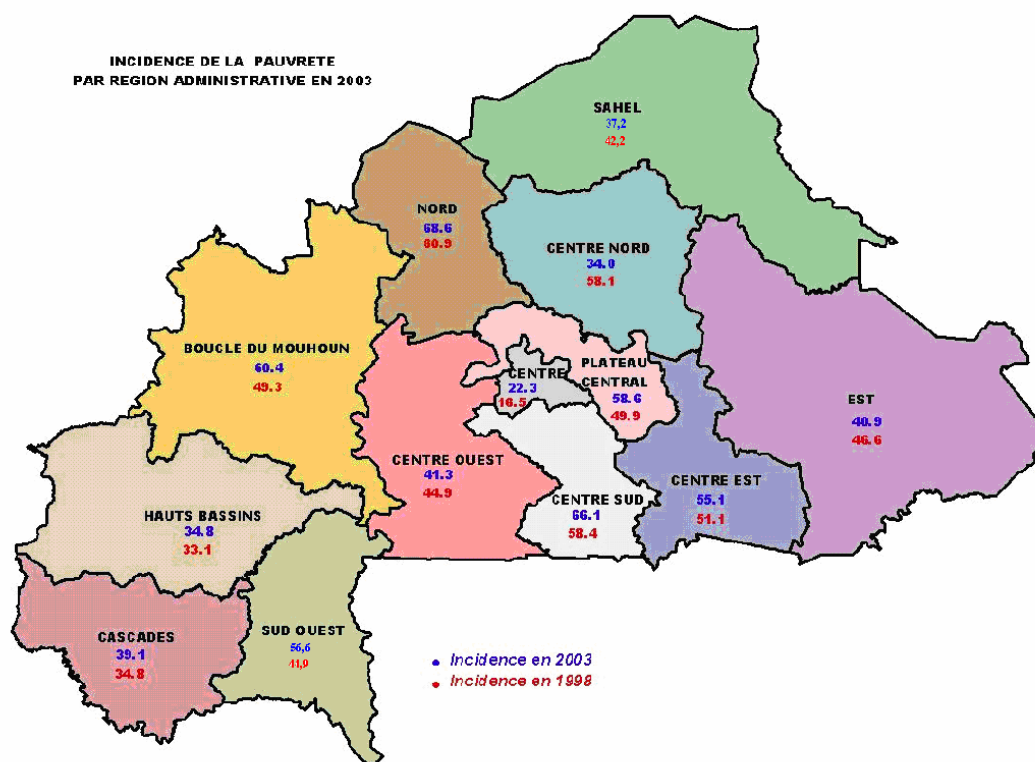 INCIDENCE DE LA PAUVRETE
PAR REGION ADMINISTRATIVE EN 2003
SAHEL
37,2
42,2
NORD
68.6
60.9
CENTRE NORD
34.0
58.1
BOUCLE DU MOUHOUN
60.4
49.3
CENTRE
22.3
16.5
PLATEAU
CENTRAL
58.6
49.9
EST
40.9
46.6
CENTRE OUEST
41.3
44.9
CENTRE SUD
66.1
58.4
CENTRE EST
55.1
51.1
HAUTS BASSINS
34.8
33.1
CASCADES
39.1
34.8
SUD OUEST
56,6
Incidence en 2003
Incidence en 1998